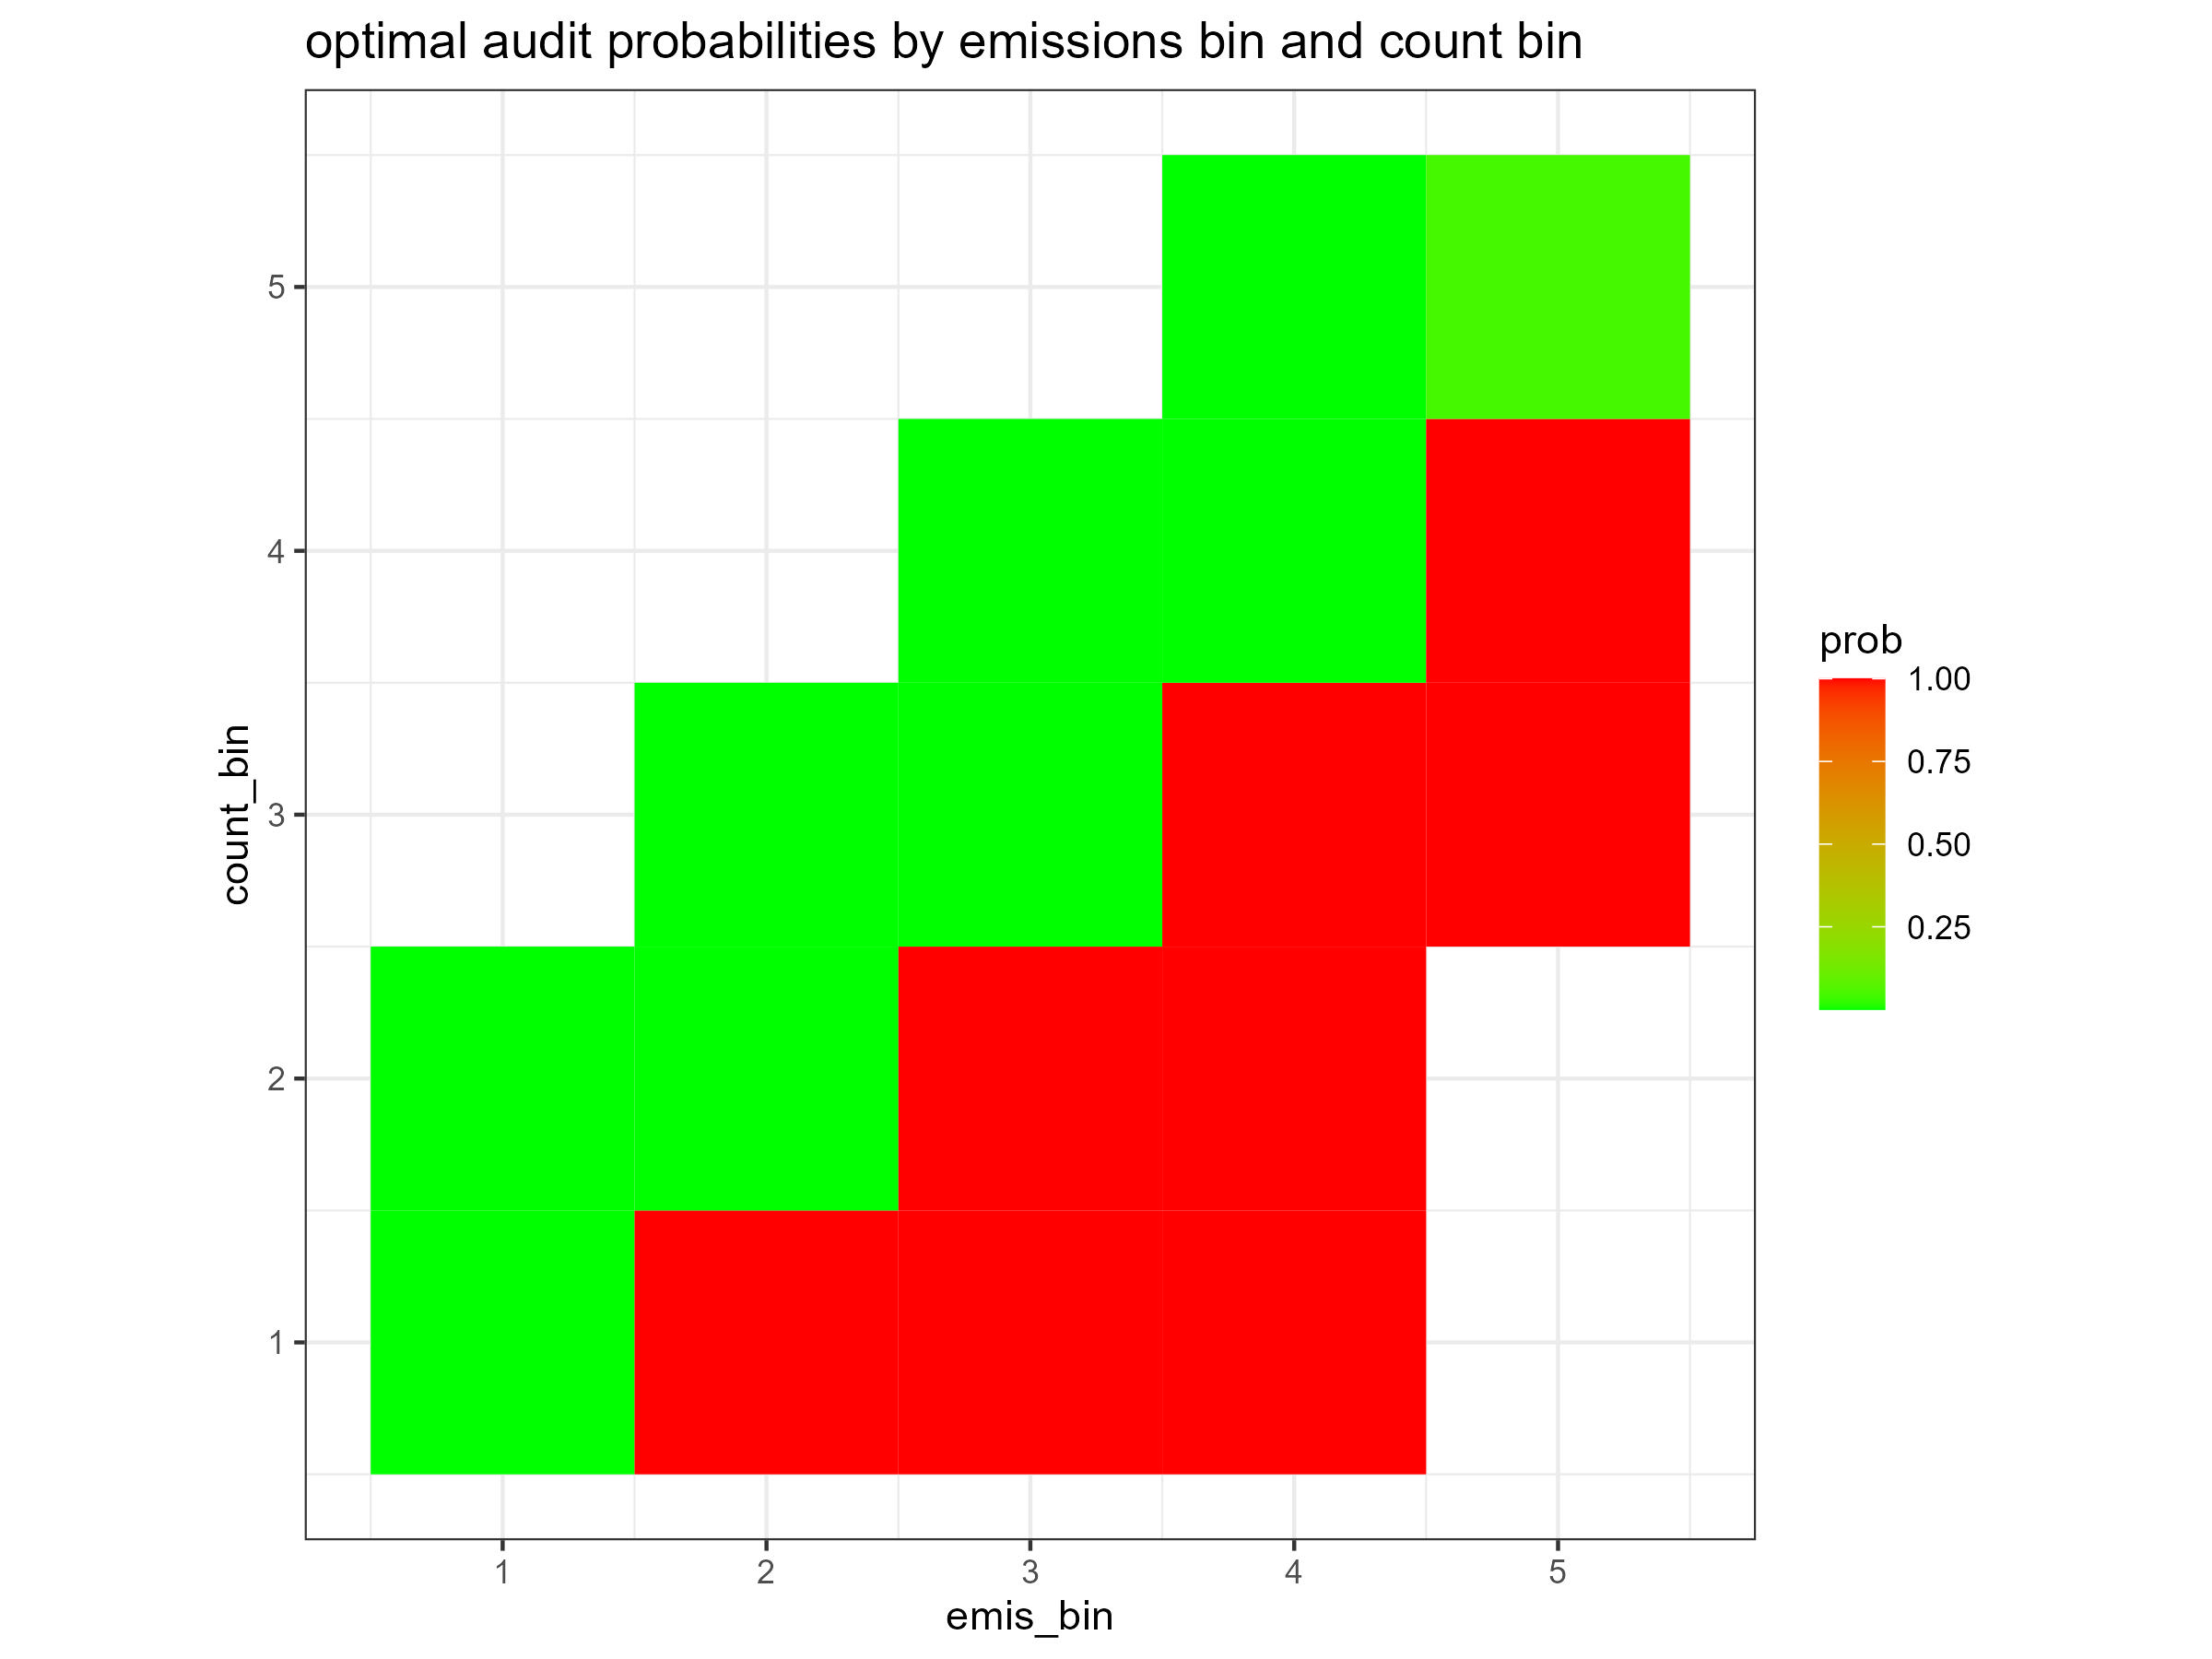 optimal audit probabilities by emissions bin and count bin
5
4
3
2
1
count_bin
1 2 3 4 5
emis_bin
prob
1.00
0.75
0.50
0.25